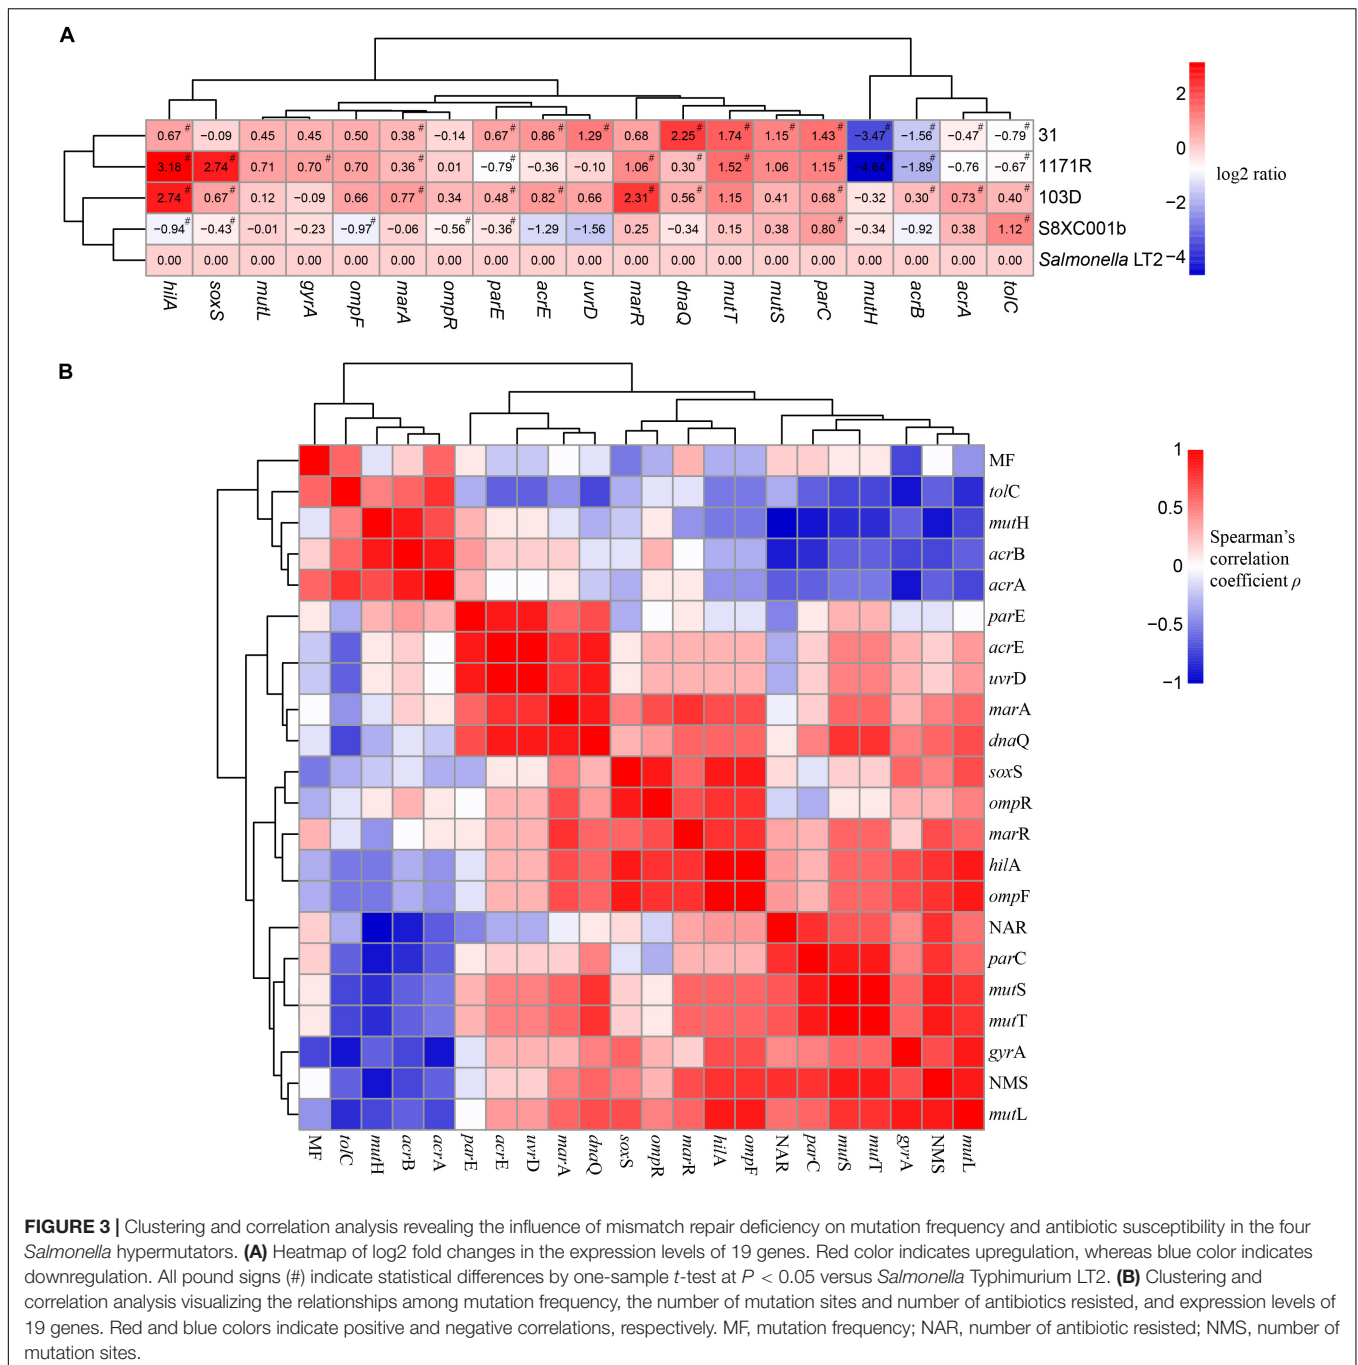 A
0.67# −0.09 0.45 0.45 0.50 0.38# −0.14 0.67# 0.86# 1.29# 0.68 2.25# 1.74# 1.15# 1.43# −3.47# −1.56# −0.47# −0.79# 31
3.18# 2.74# 0.71 0.70# 0.70 0.36# 0.01 −0.79# −0.36 −0.10 1.06# 0.30# 1.52# 1.06 1.15# −4.64# −1.89# −0.76 −0.67# 1171R
2.74# 0.67# 0.12 −0.09 0.66# 0.77# 0.34 0.48# 0.82# 0.66 2.31# 0.56# 1.15 0.41 0.68# −0.32 0.30# 0.73# 0.40# 103D
−0.94# −0.43# −0.01 −0.23 −0.97# −0.06 −0.56# −0.36# −1.29 −1.56 0.25 −0.34 0.15 0.38 0.80# −0.34 −0.92 0.38 1.12# S8XC001b
0.00 0.00 0.00 0.00 0.00 0.00 0.00 0.00 0.00 0.00 0.00 0.00 0.00 0.00 0.00 0.00 0.00 0.00 0.00 Salmonella LT2
hilA soxS mutL gyrA ompF marA ompR parE acrE uvrD marR dnaQ mutT mutS parC mutH acrB acrA tolC
2
0
−2
−4
log2 ratio
B
MF
tolC
mutH
acrB
acrA
parE
acrE
uvrD
marA
dnaQ
soxS
ompR
marR
hilA
ompF
NAR
parC
mutS
mutT
gyrA
NMS
mutL
MF tolC mutH acrB acrA parE acrE uvrD marA dnaQ soxS ompR marR hilA ompF NAR parC mutS mutT gyrA NMS mutL
1
0.5
0
−0.5
−1
Spearman’s
correlation
coefficient ρ
FIGURE 3 | Clustering and correlation analysis revealing the influence of mismatch repair deficiency on mutation frequency and antibiotic susceptibility in the four
Salmonella hypermutators. (A) Heatmap of log2 fold changes in the expression levels of 19 genes. Red color indicates upregulation, whereas blue color indicates
downregulation. All pound signs (#) indicate statistical differences by one-sample t-test at P < 0.05 versus Salmonella Typhimurium LT2. (B) Clustering and
correlation analysis visualizing the relationships among mutation frequency, the number of mutation sites and number of antibiotics resisted, and expression levels of
19 genes. Red and blue colors indicate positive and negative correlations, respectively. MF, mutation frequency; NAR, number of antibiotic resisted; NMS, number of
mutation sites.